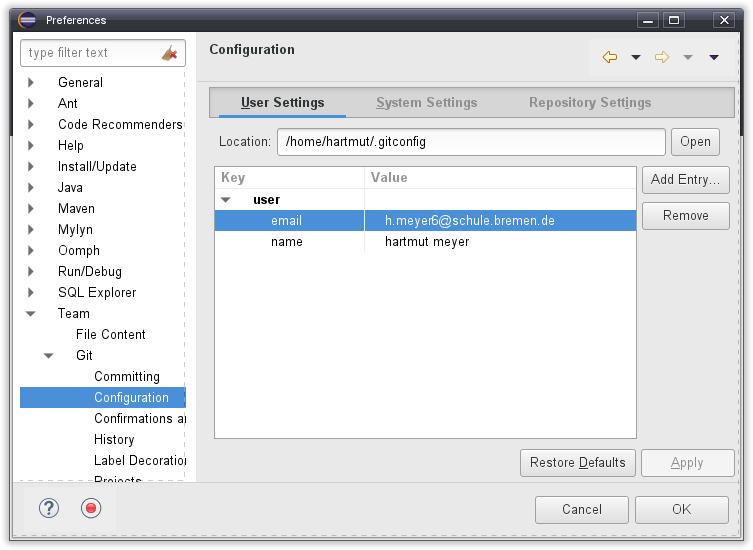 Preferences
type filter text
General
Ant
Code Recommenders
Help
Install/Update
Java
Maven
Mylyn
Oomph
Run/Debug
SQL Explorer
Team
File Content
Git
Committing
Configuration
Confirmations a
History
Label Decoration
Projects
Configuration
User Settings System Settings Repository Settings
Location: /home/hartmut/.gitconfig Open
Key Value
user
email h.meyer6@schule.bremen.de
name hartmut meyer
Add Entry...
Remove
Restore Defaults Apply
? Cancel OK